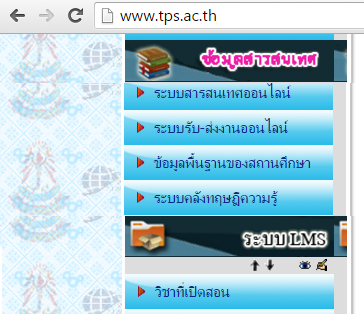 www.tps.ac.th
ข้อมูลสารสนเทศ
ระบบสารสนเทศออนไลน์
ระบบรับ-ส่งงานออนไลน์
ข้อมูลพื้นฐานของสถานศึกษา
ระบบคลังทฤษฎีความรู้
ระบบ LMS
วิชาที่เปิดสอน